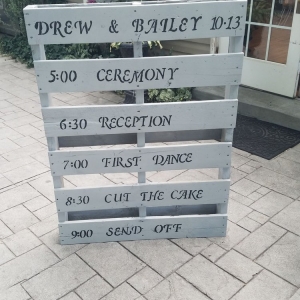 DREW & BAILEY 10·13
5:00 CEREMONY
6:30 RECEPTION
7:00 FIRST DANCE
8:30 CUT THE CAKE
9:00 SEND OFF